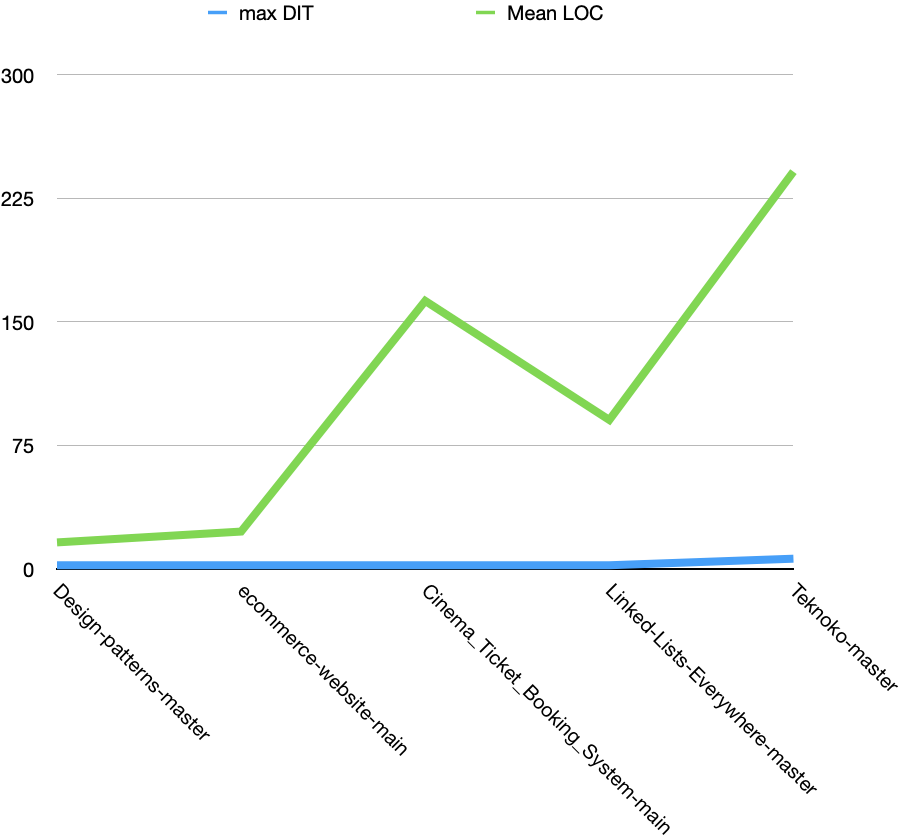 max DIT
Mean LOC
300
225
150
75
0
Design-patterns-master
ecommerce-website-main
Cinema_Ticket_Booking_System-main
Linked-Lists-Everywhere-master
Teknoko-master